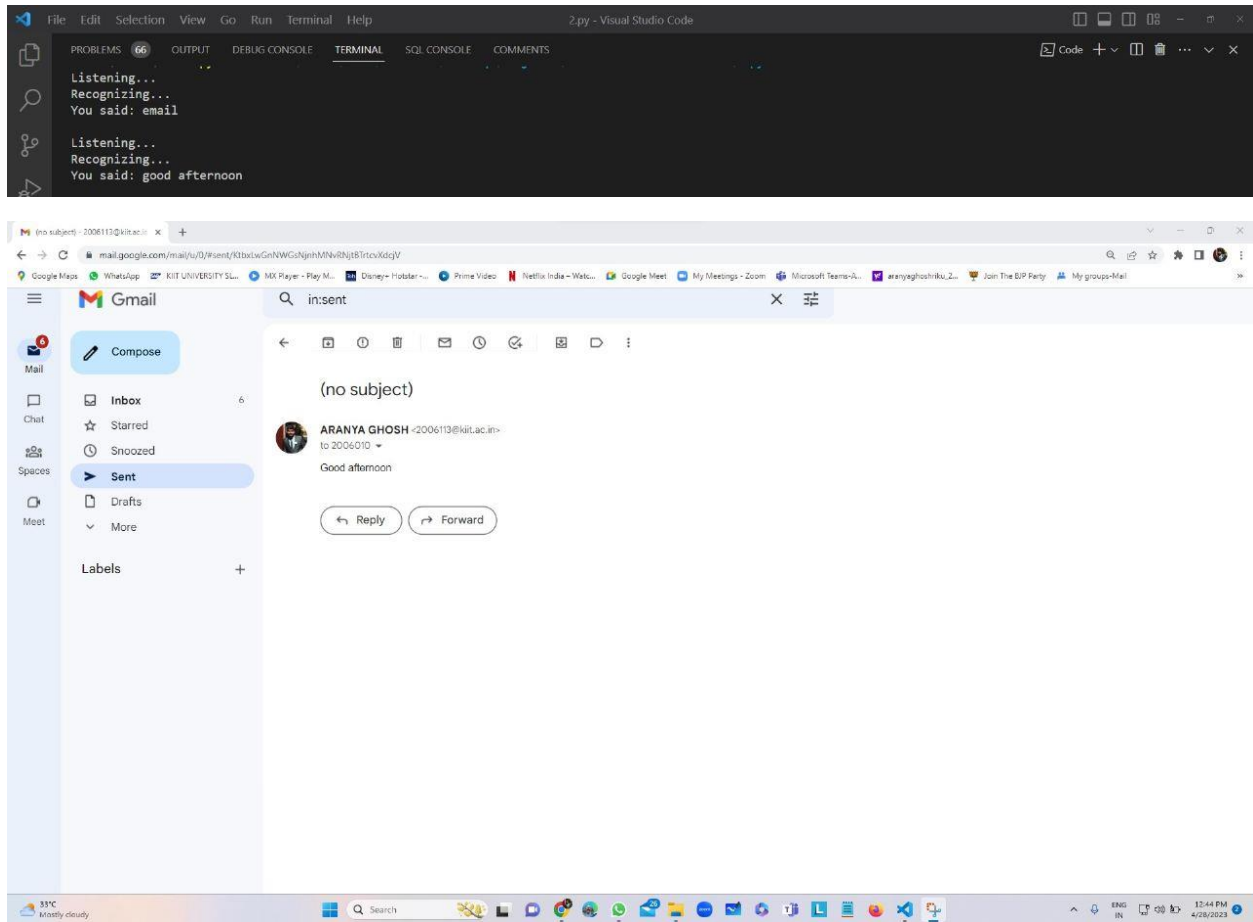 File Edit Selection View Go Run Terminal Help 2.py - Visual Studio Code
PROBLEMS 66 OUTPUT DEBUG CONSOLE TERMINAL SQL CONSOLE COMMENTS Code
Listening...
Recognizing...
You said: email
Listening...
Recognizing...
You said: good afternoon
(no subject) - 2006113@kiit.ac.i
mail.google.com/mail/u/0/#sent/
Google Maps WhatsApp KIIT UNIVERSITY SL... MX Player - Play M... Disney+ Hotstar -... Prime Video Netflix India – Watc... Google Meet My Meetings - Zoom Microsoft Teams-A... Join The BJP Party My groups-Mail
Gmail in:sent
6
Mail
Compose
(no subject)
Inbox 6
Chat
Starred
ARANYA GHOSH <2006113@kiit.ac.in>
to 2006010
Snoozed
Spaces
Good afternoon
Sent
Drafts
Meet
More
Reply Forward
Labels
33°C
Mostly cloudy
Search
ENG
IN
12:44 PM
4/28/2023